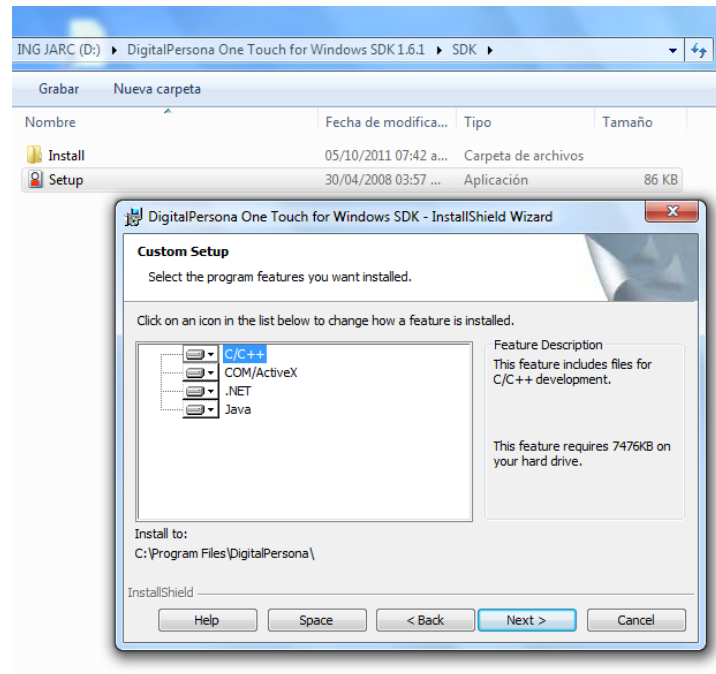 ING JARC (D:) ▸ DigitalPersona One Touch for Windows SDK 1.6.1 ▸ SDK ▸
Grabar Nueva carpeta
Nombre Fecha de modifica... Tipo Tamaño
Install 05/10/2011 07:42 a... Carpeta de archivos
Setup 30/04/2008 03:57 ... Aplicación 86 KB
DigitalPersona One Touch for Windows SDK - InstallShield Wizard
Custom Setup
Select the program features you want installed.
Click on an icon in the list below to change how a feature is installed.
C/C++
COM/ActiveX
.NET
Java
Feature Description
This feature includes files for
C/C++ development.
This feature requires 7476KB on
your hard drive.
Install to:
C:\Program Files\DigitalPersona\
InstallShield
Help Space < Back Next > Cancel